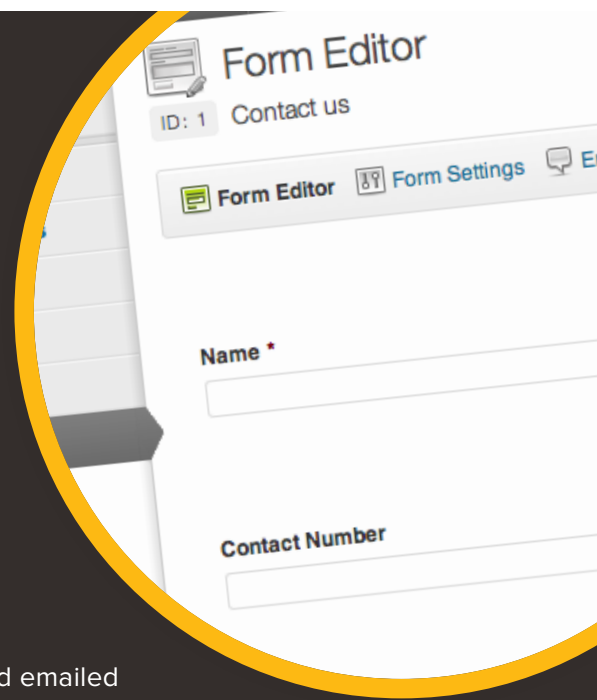 Form Editor
ID: 1 Contact us
Form Editor Form Settings
Name *
Contact Number
emailed